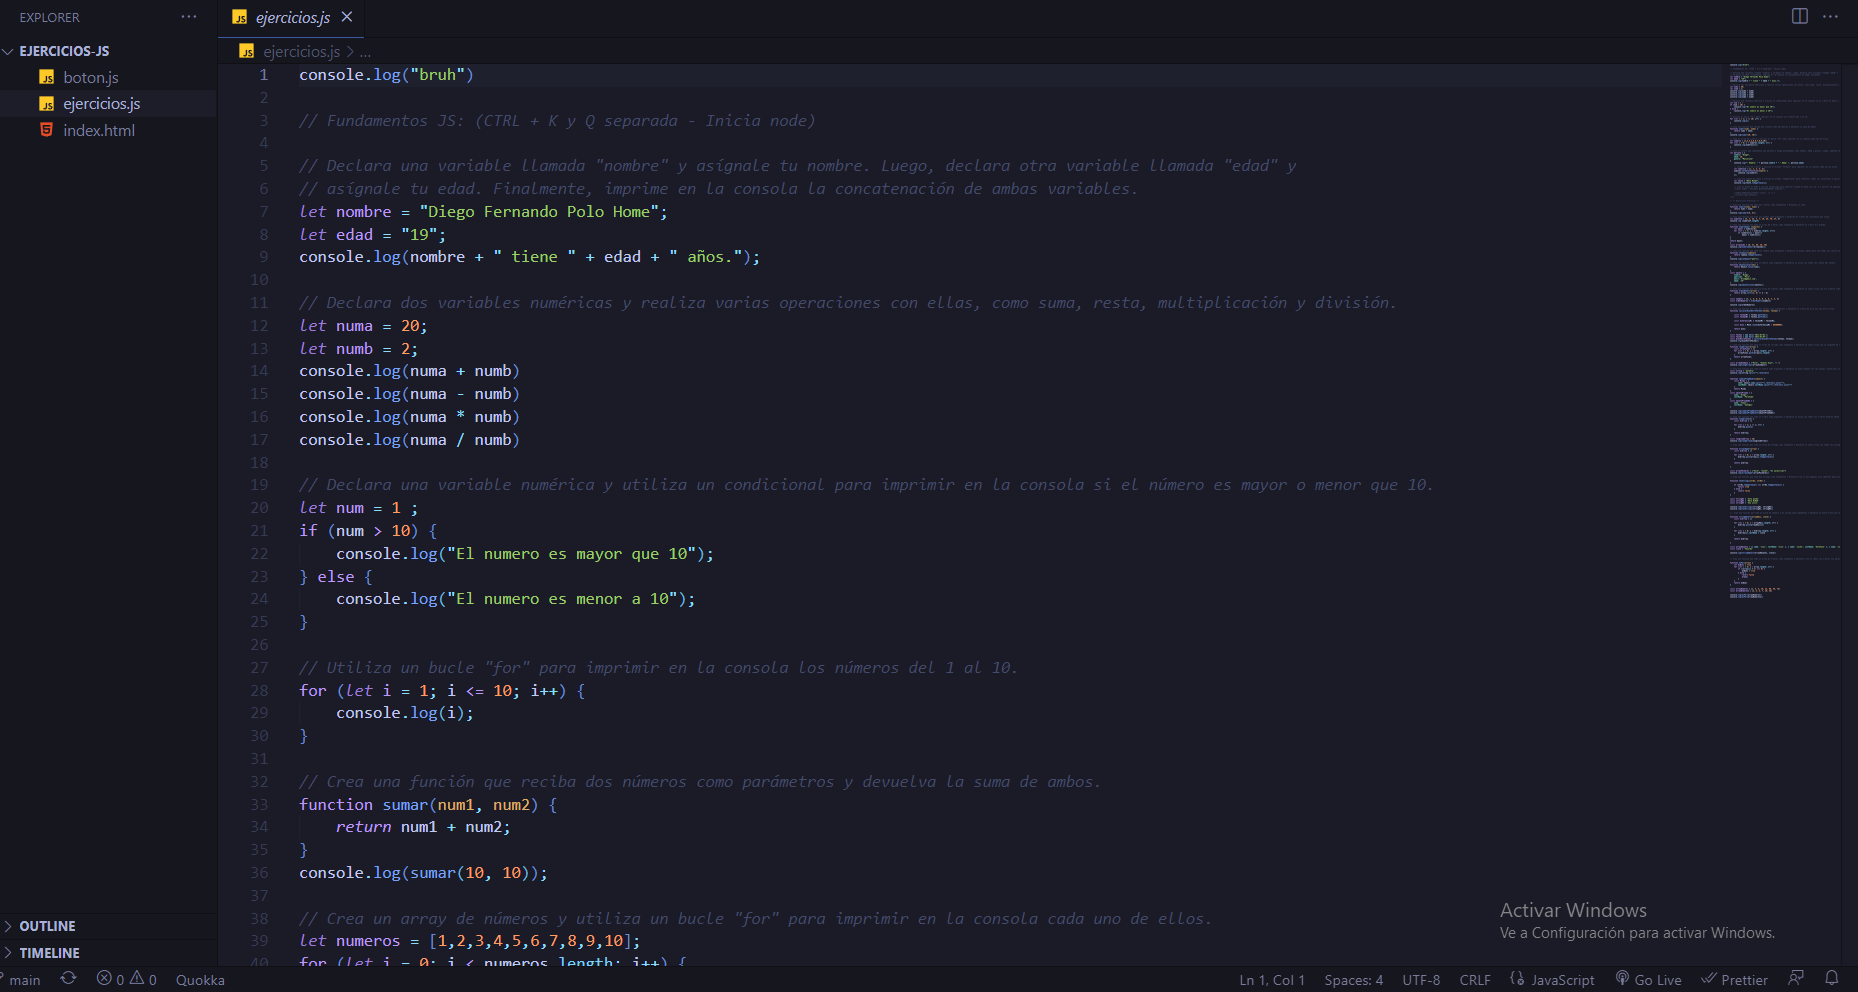 EXPLORER
EJERCICIOS-JS
boton.js
ejercicios.js
index.html
OUTLINE
TIMELINE
ejercicios.js
ejercicios.js > ...
1 console.log("bruh")
2
3 // Fundamentos JS: (CTRL + K y Q separada - Inicia node)
4
5 // Declara una variable llamada "nombre" y asígnale tu nombre. Luego, declara otra variable llamada "edad" y
6 // asígnale tu edad. Finalmente, imprime en la consola la concatenación de ambas variables.
7 let nombre = "Diego Fernando Polo Home";
8 let edad = "19";
9 console.log(nombre + " tiene " + edad + " años.");
10
11 // Declara dos variables numéricas y realiza varias operaciones con ellas, como suma, resta, multiplicación y división.
12 let numa = 20;
13 let numb = 2;
14 console.log(numa + numb)
15 console.log(numa - numb)
16 console.log(numa * numb)
17 console.log(numa / numb)
18
19 // Declara una variable numérica y utiliza un condicional para imprimir en la consola si el número es mayor o menor que 10.
20 let num = 1 ;
21 if (num > 10) {
22     console.log("El numero es mayor que 10");
23 } else {
24     console.log("El numero es menor a 10");
25 }
26
27 // Utiliza un bucle "for" para imprimir en la consola los números del 1 al 10.
28 for (let i = 1; i <= 10; i++) {
29     console.log(i);
30 }
31
32 // Crea una función que reciba dos números como parámetros y devuelva la suma de ambos.
33 function sumar(num1, num2) {
34     return num1 + num2;
35 }
36 console.log(sumar(10, 10));
37
38 // Crea un array de números y utiliza un bucle "for" para imprimir en la consola cada uno de ellos.
39 let numeros = [1,2,3,4,5,6,7,8,9,10];
40 for (let i = 0; i < numeros.length; i++) {
Activar Windows
Ve a Configuración para activar Windows.
main 0 0 Quokka Ln 1, Col 1 Spaces: 4 UTF-8 CRLF JavaScript Go Live Prettier